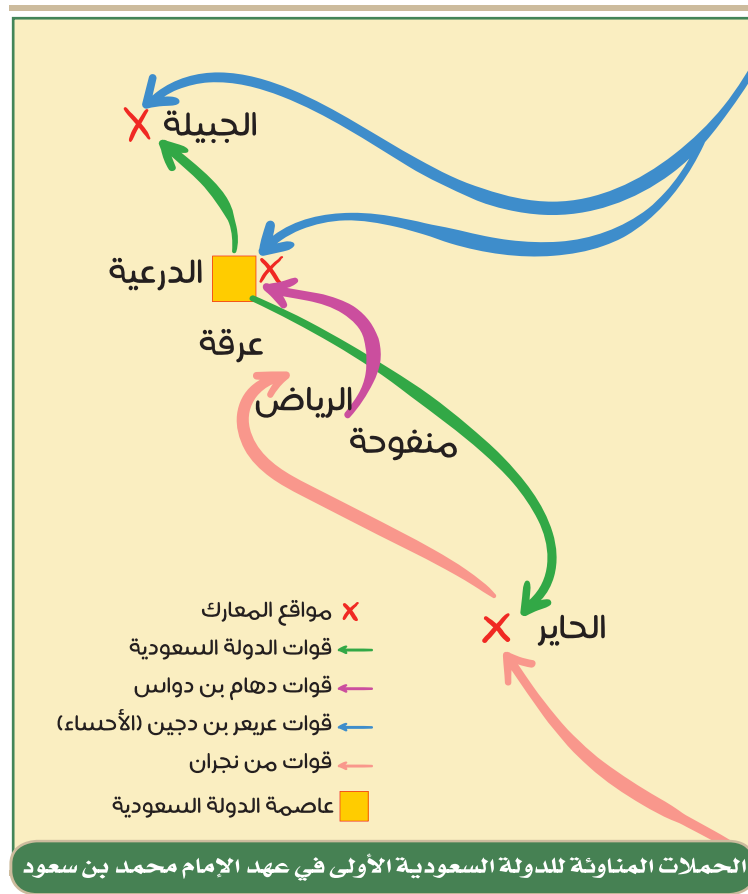 الجبيلة
الدرعية
عرقة
الرياض
منفوحة
الحاير
مواقع المعارك
قوات الدولة السعودية
قوات دهام بن دواس
قوات عريعر بن دجين (الأحساء)
قوات من نجران
عاصمة الدولة السعودية
الحملات المناوئة للدولة السعودية الأولى في عهد الإمام محمد بن سعود